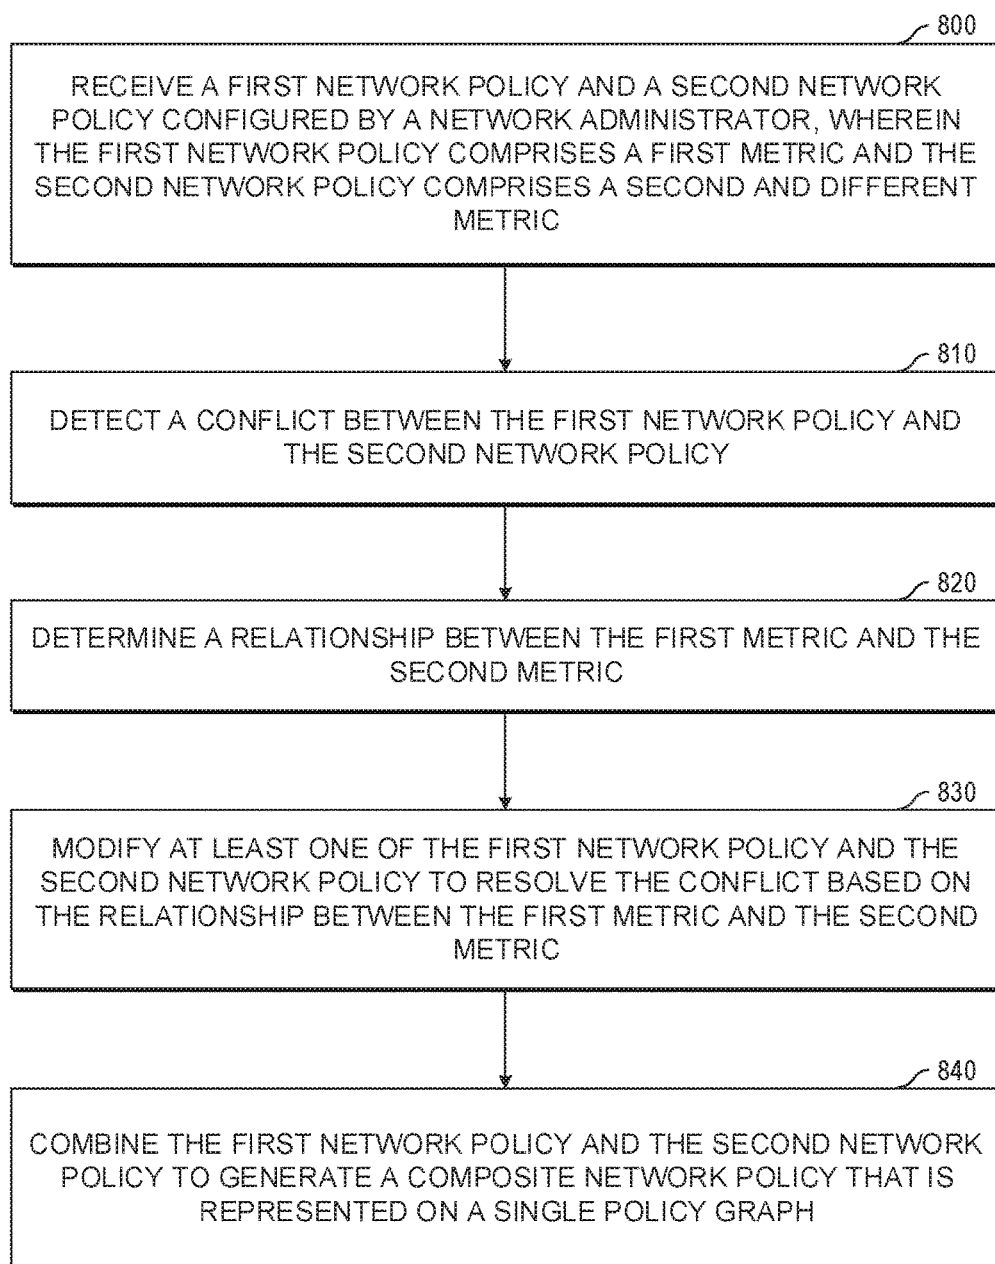 800
RECEIVE A FIRST NETWORK POLICY AND A SECOND NETWORK
POLICY CONFIGURED BY A NETWORK ADMINISTRATOR, WHEREIN
THE FIRST NETWORK POLICY COMPRISES A FIRST METRIC AND THE
SECOND NETWORK POLICY COMPRISES A SECOND AND DIFFERENT
METRIC
810
DETECT A CONFLICT BETWEEN THE FIRST NETWORK POLICY AND
THE SECOND NETWORK POLICY
820
DETERMINE A RELATIONSHIP BETWEEN THE FIRST METRIC AND THE
SECOND METRIC
830
MODIFY AT LEAST ONE OF THE FIRST NETWORK POLICY AND THE
SECOND NETWORK POLICY TO RESOLVE THE CONFLICT BASED ON
THE RELATIONSHIP BETWEEN THE FIRST METRIC AND THE SECOND
METRIC
840
COMBINE THE FIRST NETWORK POLICY AND THE SECOND NETWORK
POLICY TO GENERATE A COMPOSITE NETWORK POLICY THAT IS
REPRESENTED ON A SINGLE POLICY GRAPH